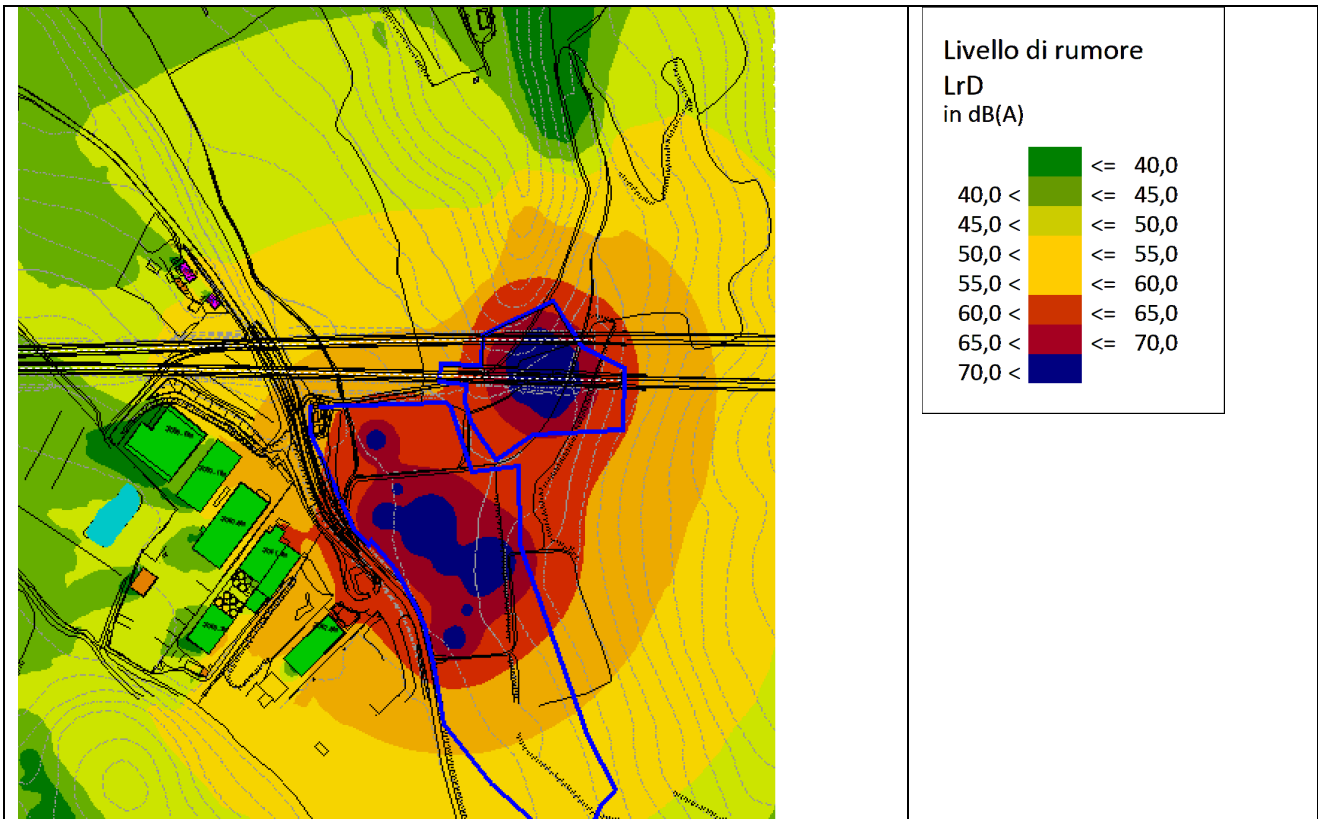 Livello di rumore
LrD
in dB(A)
<= 40,0
40,0 < <= 45,0
45,0 < <= 50,0
50,0 < <= 55,0
55,0 < <= 60,0
60,0 < <= 65,0
65,0 < <= 70,0
70,0 <